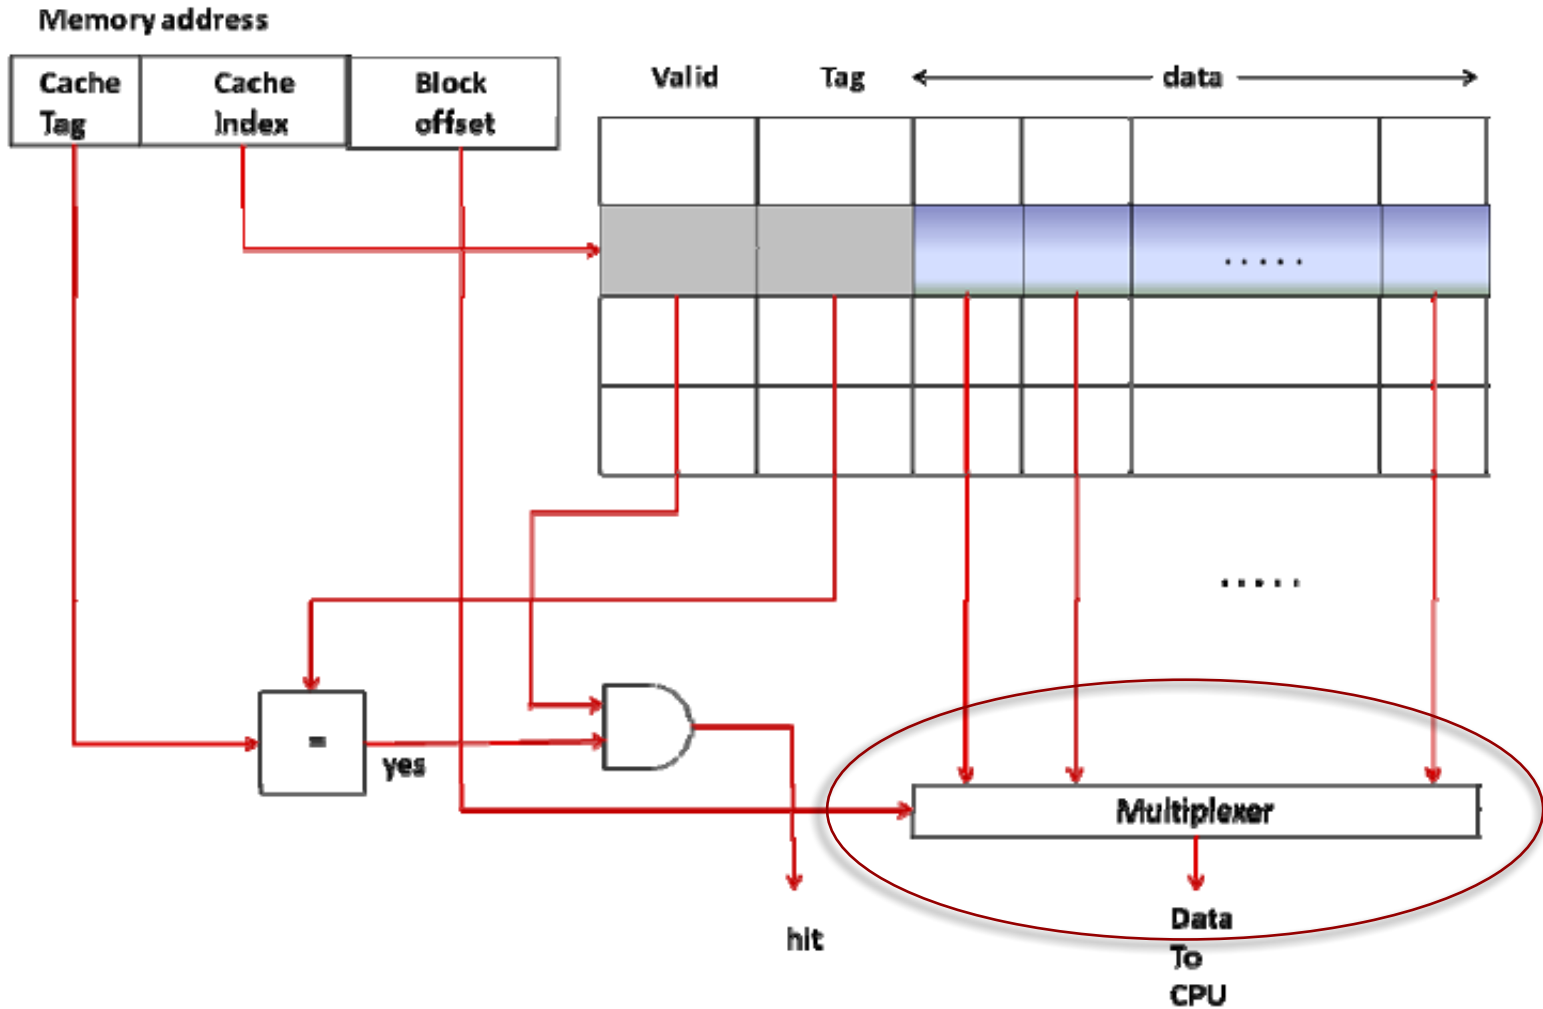 Memory address
Cache Tag
Cache Index
Block offset
Valid
Tag
data
.....
.....
=
yes
Multiplexer
hit
Data
To
CPU